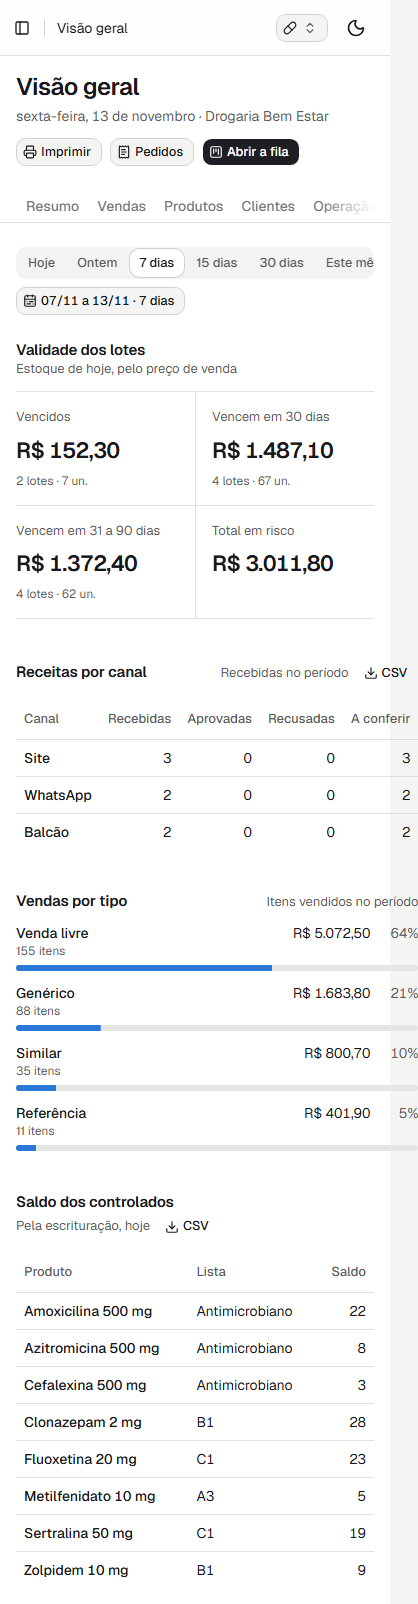 Visão geral
Visão geral
sexta-feira, 13 de novembro · Drogaria Bem Estar
Imprimir Pedidos Abrir a fila
Resumo Vendas Produtos Clientes Operaçã
Hoje Ontem 7 dias 15 dias 30 dias Este mê
07/11 a 13/11 · 7 dias
Validade dos lotes
Estoque de hoje, pelo preço de venda
Vencidos Vencem em 30 dias
R$ 152,30 R$ 1.487,10
2 lotes · 7 un. 4 lotes · 67 un.
Vencem em 31 a 90 dias Total em risco
R$ 1.372,40 R$ 3.011,80
4 lotes · 62 un.
Receitas por canal Recebidas no período CSV
Canal Recebidas Aprovadas Recusadas A conferir
Site 3 0 0 3
WhatsApp 2 0 0 2
Balcão 2 0 0 2
Vendas por tipo Itens vendidos no período
Venda livre R$ 5.072,50 64%
155 itens
Genérico R$ 1.683,80 21%
88 itens
Similar R$ 800,70 10%
35 itens
Referência R$ 401,90 5%
11 itens
Saldo dos controlados
Pela escrituração, hoje CSV
Produto Lista Saldo
Amoxicilina 500 mg Antimicrobiano 22
Azitromicina 500 mg Antimicrobiano 8
Cefalexina 500 mg Antimicrobiano 3
Clonazepam 2 mg B1 28
Fluoxetina 20 mg C1 23
Metilfenidato 10 mg A3 5
Sertralina 50 mg C1 19
Zolpidem 10 mg B1 9